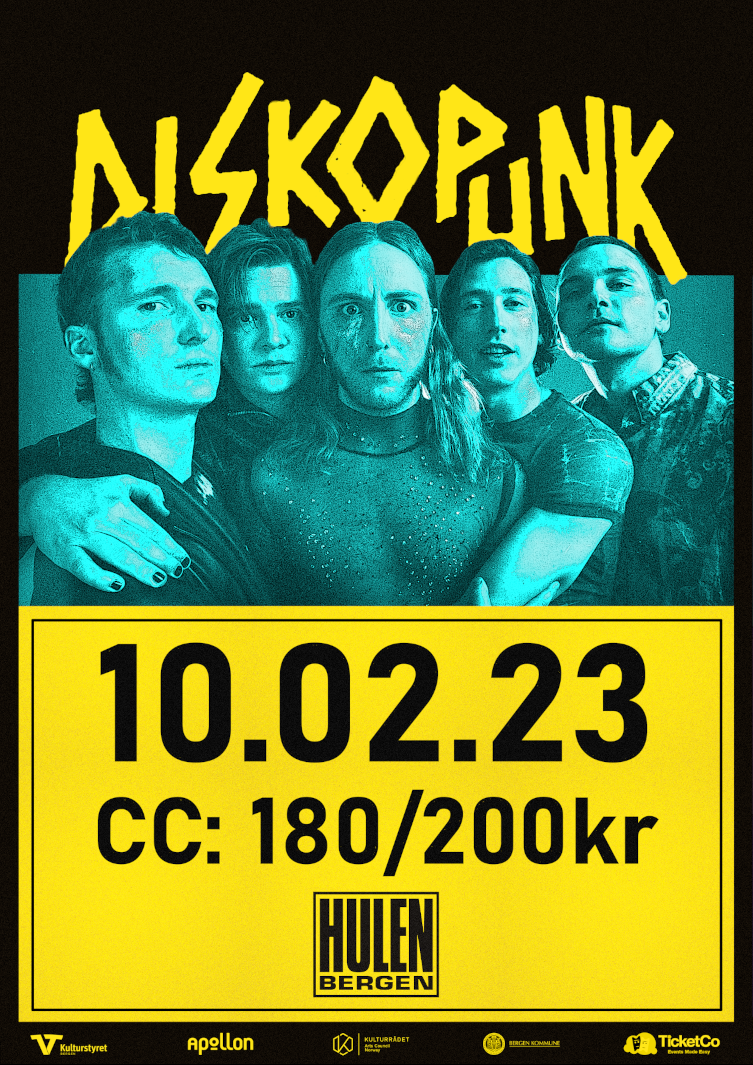 DISKOPUNK
10.02.23
CC: 180/200kr
HULEN
BERGEN
Kulturstyret
BERGEN
Apollon
KULTURRÅDET
Arts Council
Norway
BERGEN KOMMUNE
TicketCo
Events Made Easy